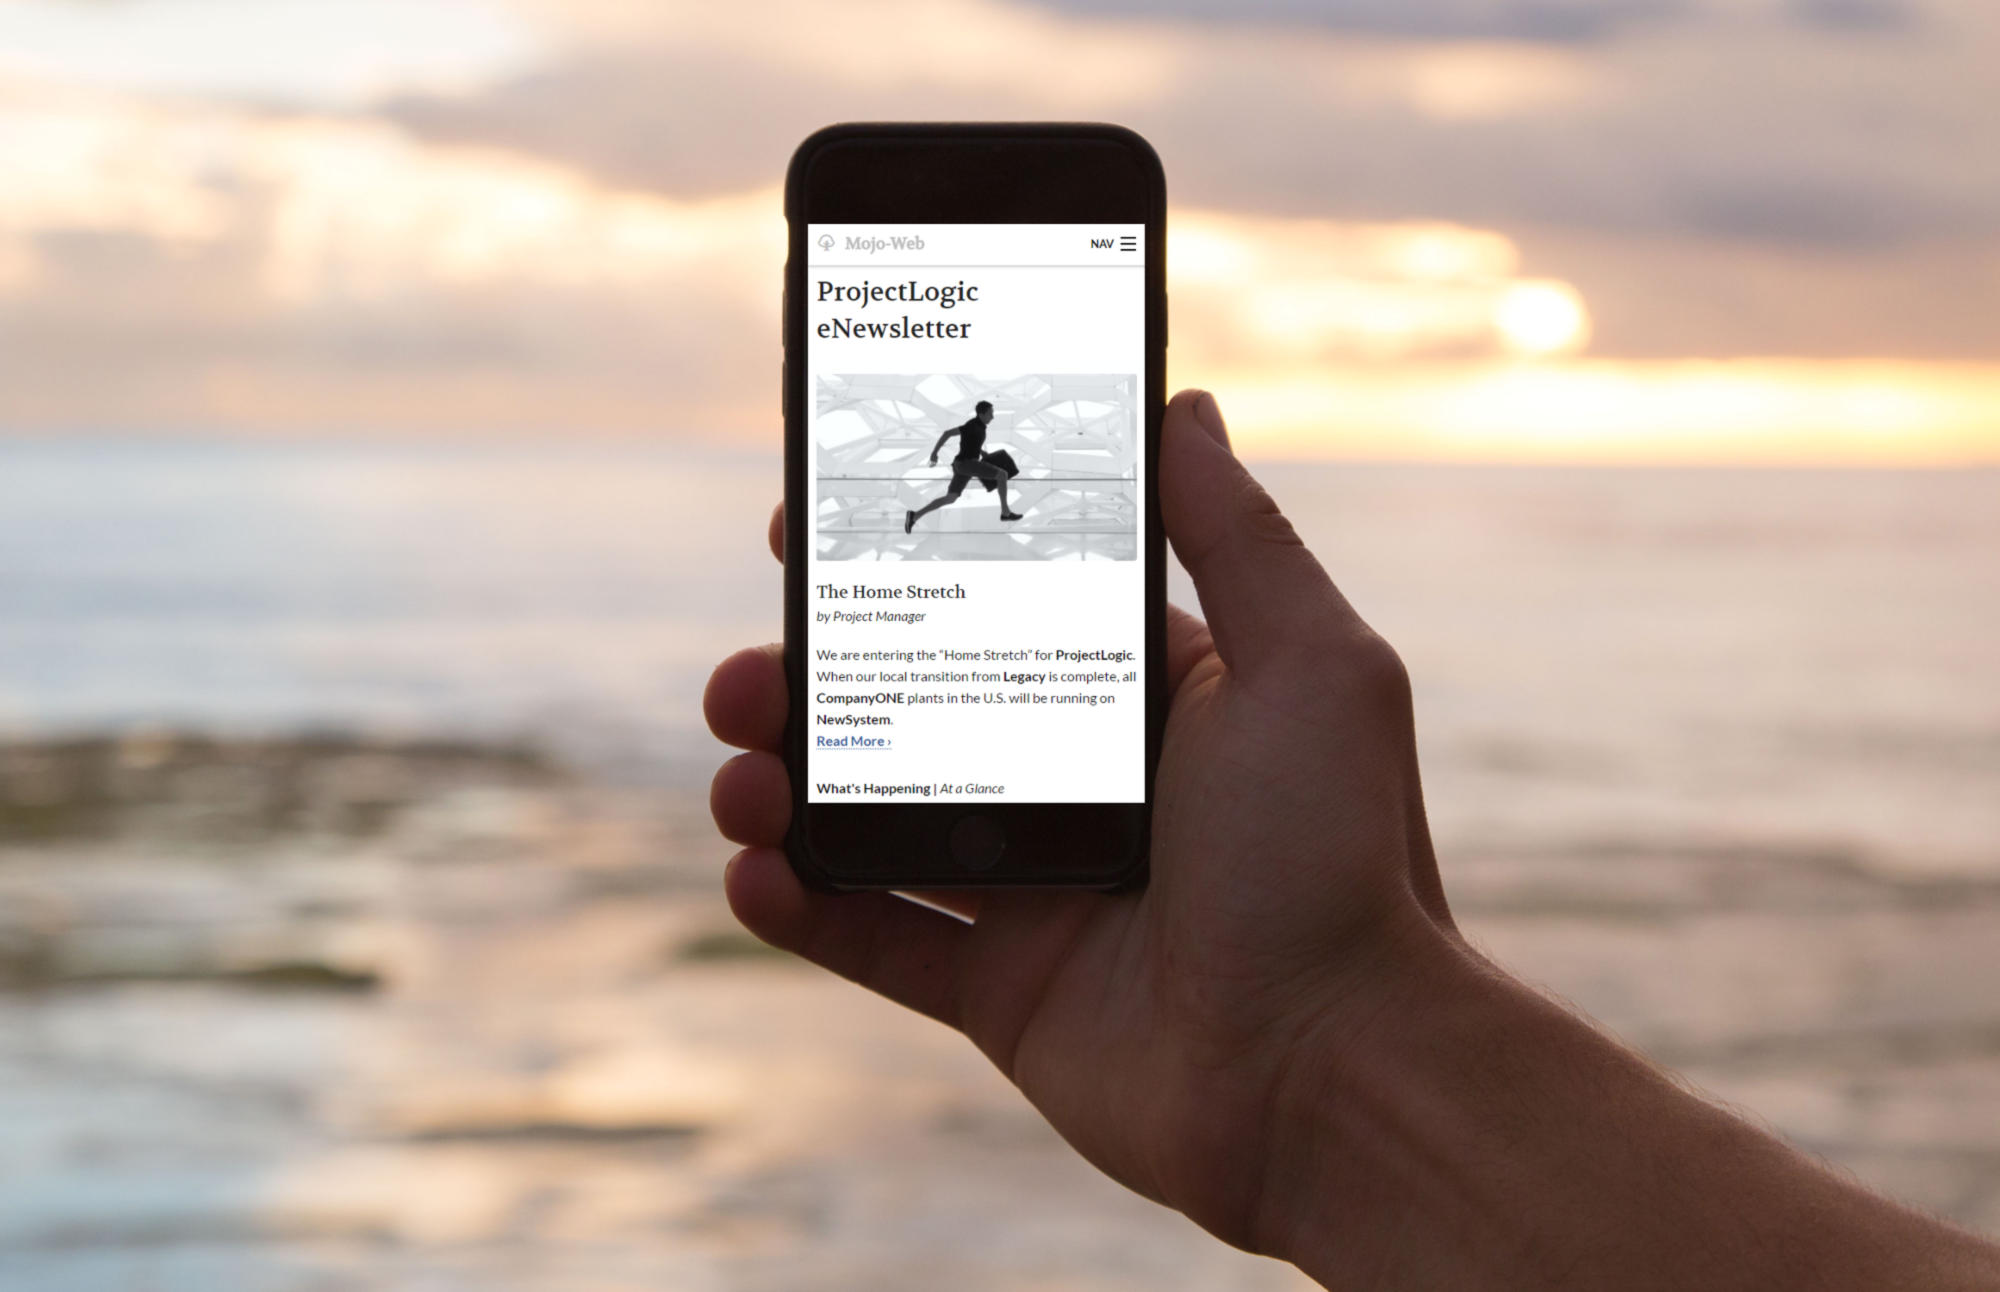 Mojo-Web NAV
ProjectLogic
eNewsletter
The Home Stretch
by Project Manager
We are entering the “Home Stretch” for ProjectLogic.
When our local transition from Legacy is complete, all
CompanyONE plants in the U.S. will be running on
NewSystem.
Read More ›
What's Happening | At a Glance